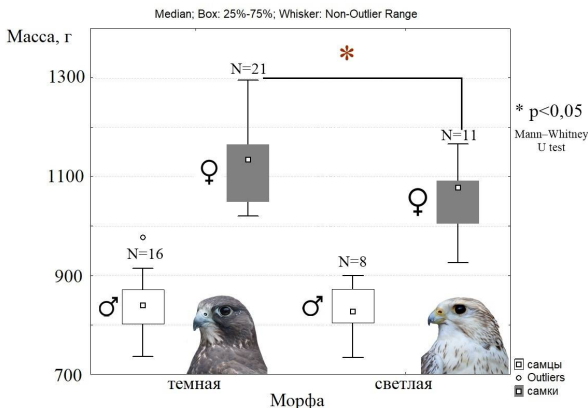 Median; Box: 25%-75%; Whisker: Non-Outlier Range
Масса, г
1300
1100
900
700
N=21
*
N=11
N=16
N=8
♀
♀
♂
♂
* p<0,05
Mann–Whitney
U test
темная
светлая
Морфа
самцы
Outliers
самки